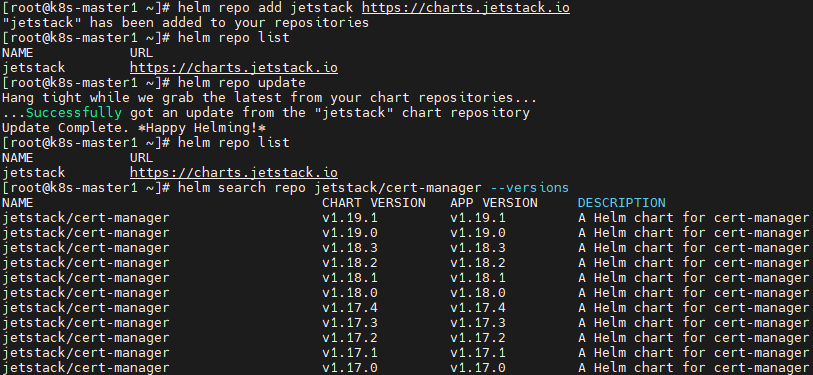 [root@k8s-master1 ~]# helm repo add jetstack https://charts.jetstack.io
"jetstack" has been added to your repositories
[root@k8s-master1 ~]# helm repo list
NAME            URL
jetstack        https://charts.jetstack.io
[root@k8s-master1 ~]# helm repo update
Hang tight while we grab the latest from your chart repositories...
...Successfully got an update from the "jetstack" chart repository
Update Complete. ⎈Happy Helming!⎈
[root@k8s-master1 ~]# helm repo list
NAME            URL
jetstack        https://charts.jetstack.io
[root@k8s-master1 ~]# helm search repo jetstack/cert-manager --versions
NAME                                    CHART VERSION   APP VERSION     DESCRIPTION
jetstack/cert-manager                   v1.19.1         v1.19.1         A Helm chart for cert-manager
jetstack/cert-manager                   v1.19.0         v1.19.0         A Helm chart for cert-manager
jetstack/cert-manager                   v1.18.3         v1.18.3         A Helm chart for cert-manager
jetstack/cert-manager                   v1.18.2         v1.18.2         A Helm chart for cert-manager
jetstack/cert-manager                   v1.18.1         v1.18.1         A Helm chart for cert-manager
jetstack/cert-manager                   v1.18.0         v1.18.0         A Helm chart for cert-manager
jetstack/cert-manager                   v1.17.4         v1.17.4         A Helm chart for cert-manager
jetstack/cert-manager                   v1.17.3         v1.17.3         A Helm chart for cert-manager
jetstack/cert-manager                   v1.17.2         v1.17.2         A Helm chart for cert-manager
jetstack/cert-manager                   v1.17.1         v1.17.1         A Helm chart for cert-manager
jetstack/cert-manager                   v1.17.0         v1.17.0         A Helm chart for cert-manager